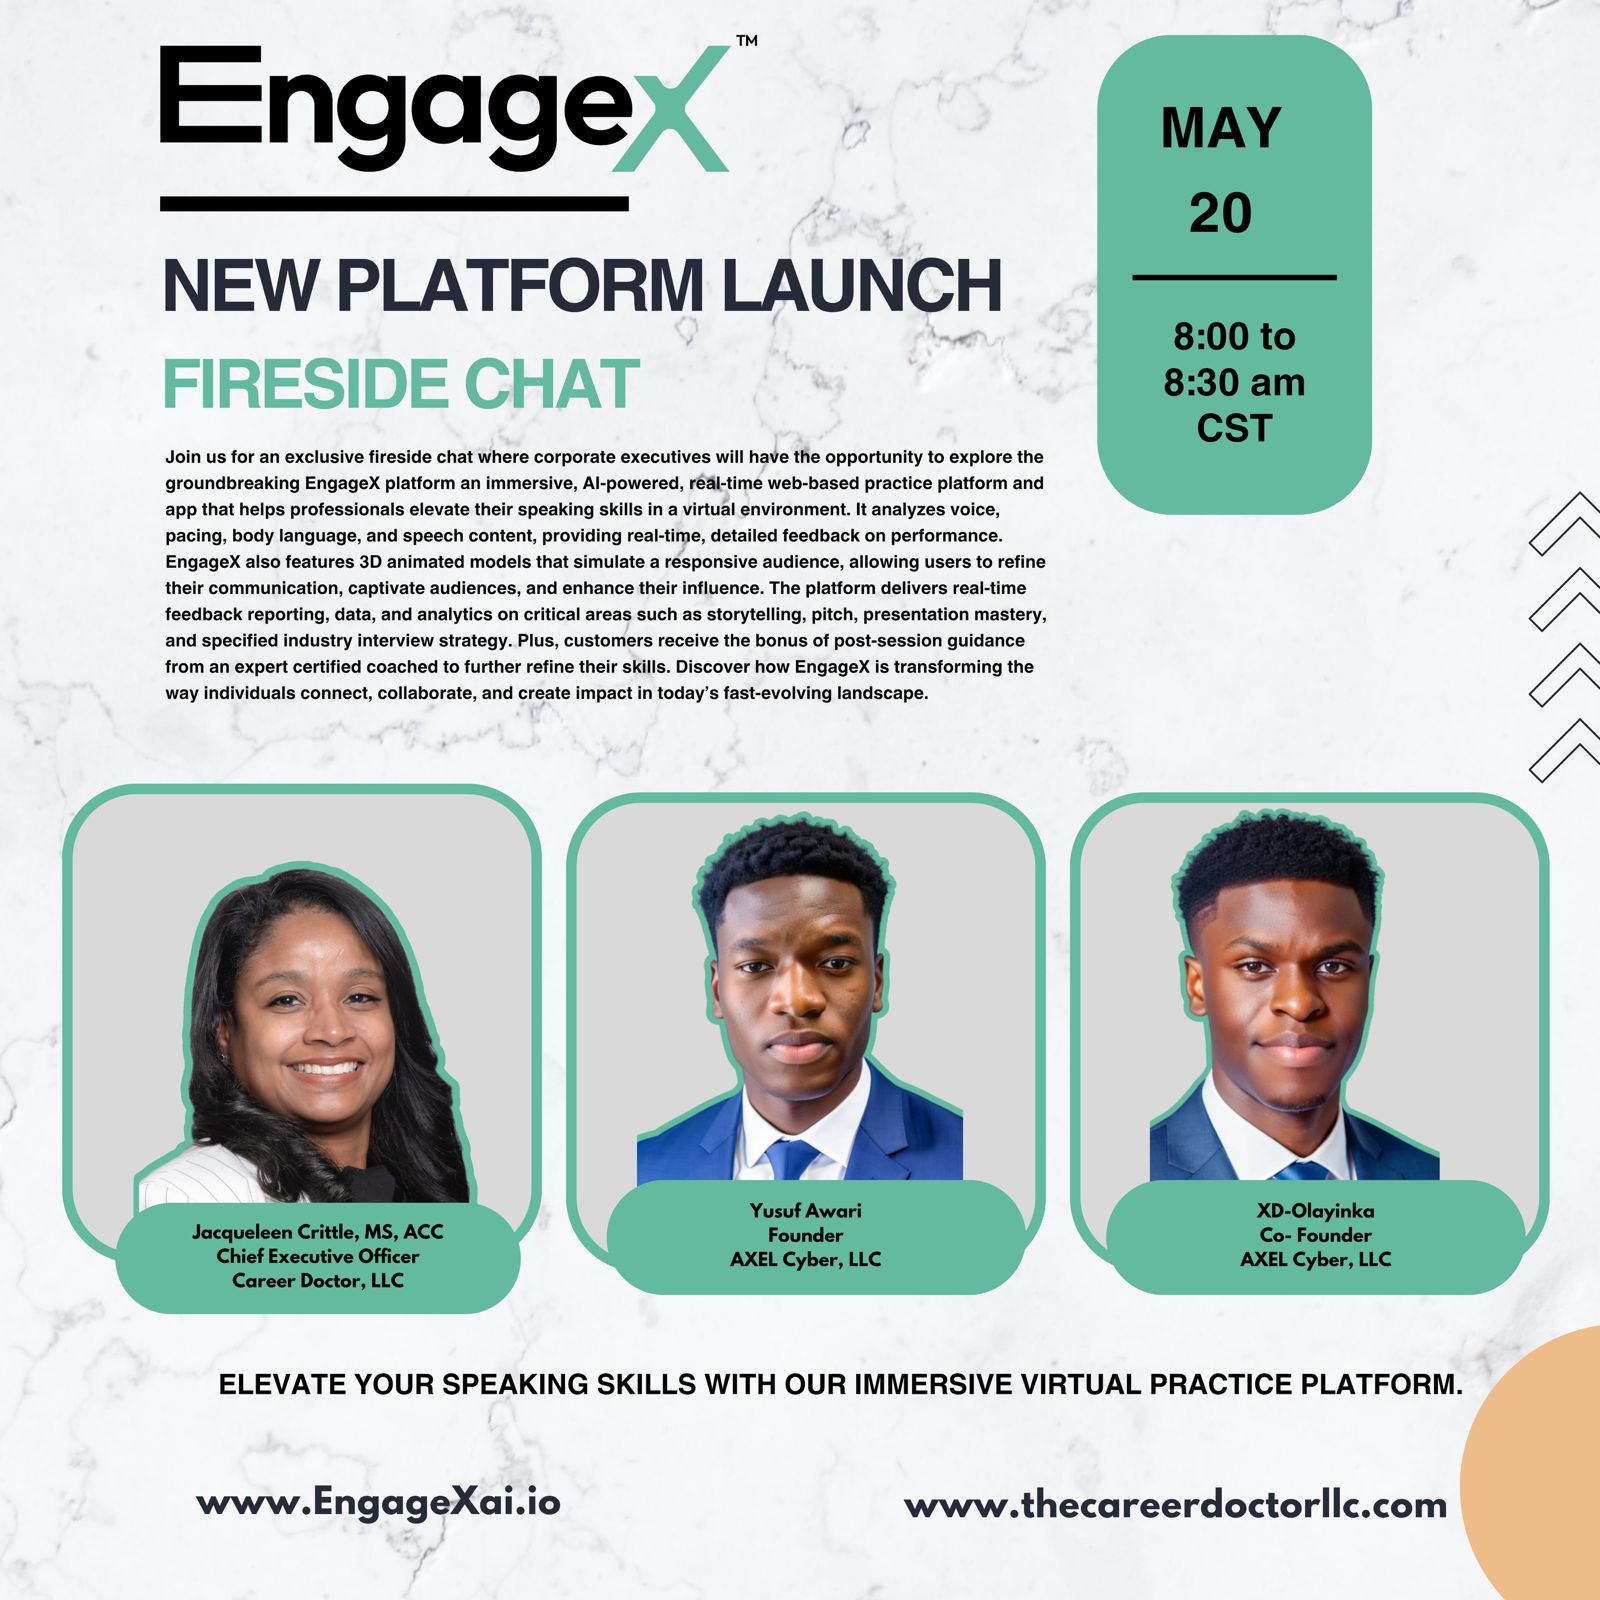 EngageX™
NEW PLATFORM LAUNCH
FIRESIDE CHAT
MAY
20
8:00 to
8:30 am
CST
Join us for an exclusive fireside chat where corporate executives will have the opportunity to explore the
groundbreaking EngageX platform an immersive, AI-powered, real-time web-based practice platform and
app that helps professionals elevate their speaking skills in a virtual environment. It analyzes voice,
pacing, body language, and speech content, providing real-time, detailed feedback on performance.
EngageX also features 3D animated models that simulate a responsive audience, allowing users to refine
their communication, captivate audiences, and enhance their influence. The platform delivers real-time
feedback reporting, data, and analytics on critical areas such as storytelling, pitch, presentation mastery,
and specified industry interview strategy. Plus, customers receive the bonus of post-session guidance
from an expert certified coached to further refine their skills. Discover how EngageX is transforming the
way individuals connect, collaborate, and create impact in today’s fast-evolving landscape.
Jacqueleen Crittle, MS, ACC
Chief Executive Officer
Career Doctor, LLC
Yusuf Awari
Founder
AXEL Cyber, LLC
XD-Olayinka
Co- Founder
AXEL Cyber, LLC
ELEVATE YOUR SPEAKING SKILLS WITH OUR IMMERSIVE VIRTUAL PRACTICE PLATFORM.
www.EngageXai.io
www.thecareerdoctorllc.com